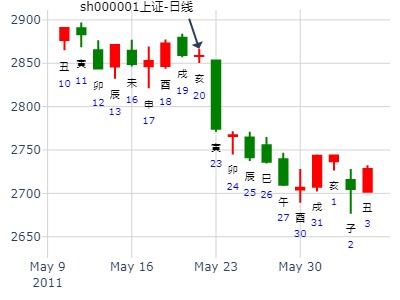 sh000001上证-日线
2900
2850
2800
2750
2700
2650
丑
10
寅
11
卯
12
辰
13
未
16
申
17
酉
18
戌
19
亥
20
寅
23
卯
24
辰
25
巳
26
午
27
酉
30
戌
31
亥
1
子
2
丑
3
May 9
2011
May 16
May 23
May 30